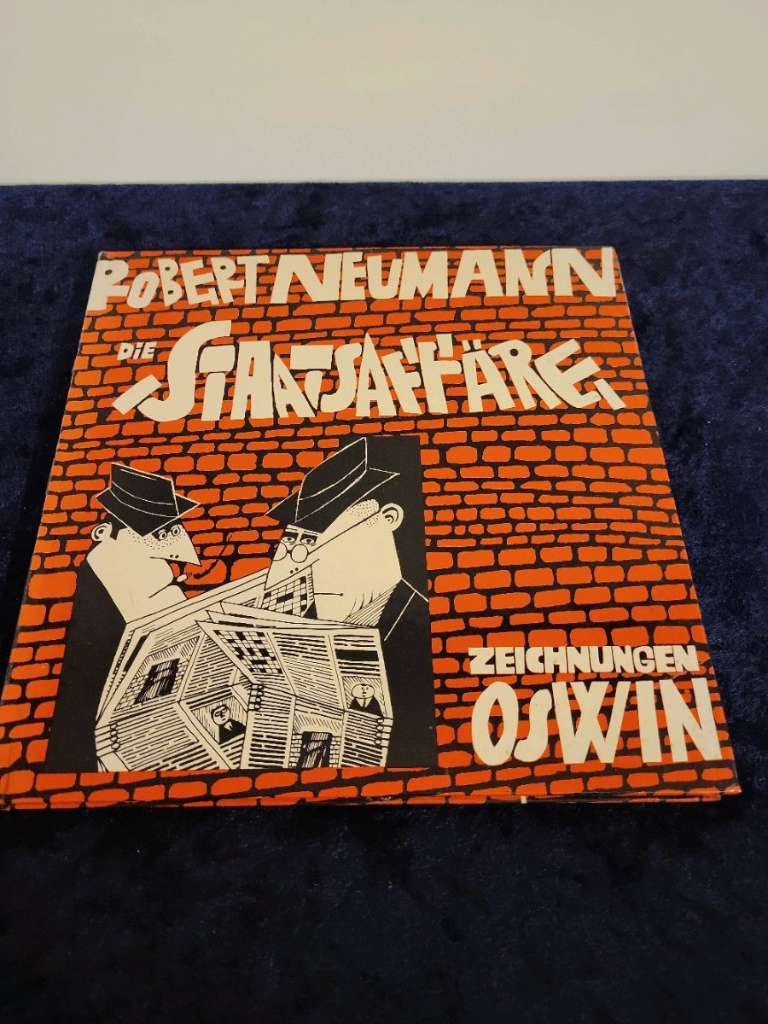 ROBERT NEUMANN
DIE STAATSAFFÄRE
ZEICHNUNGEN
OSWIN